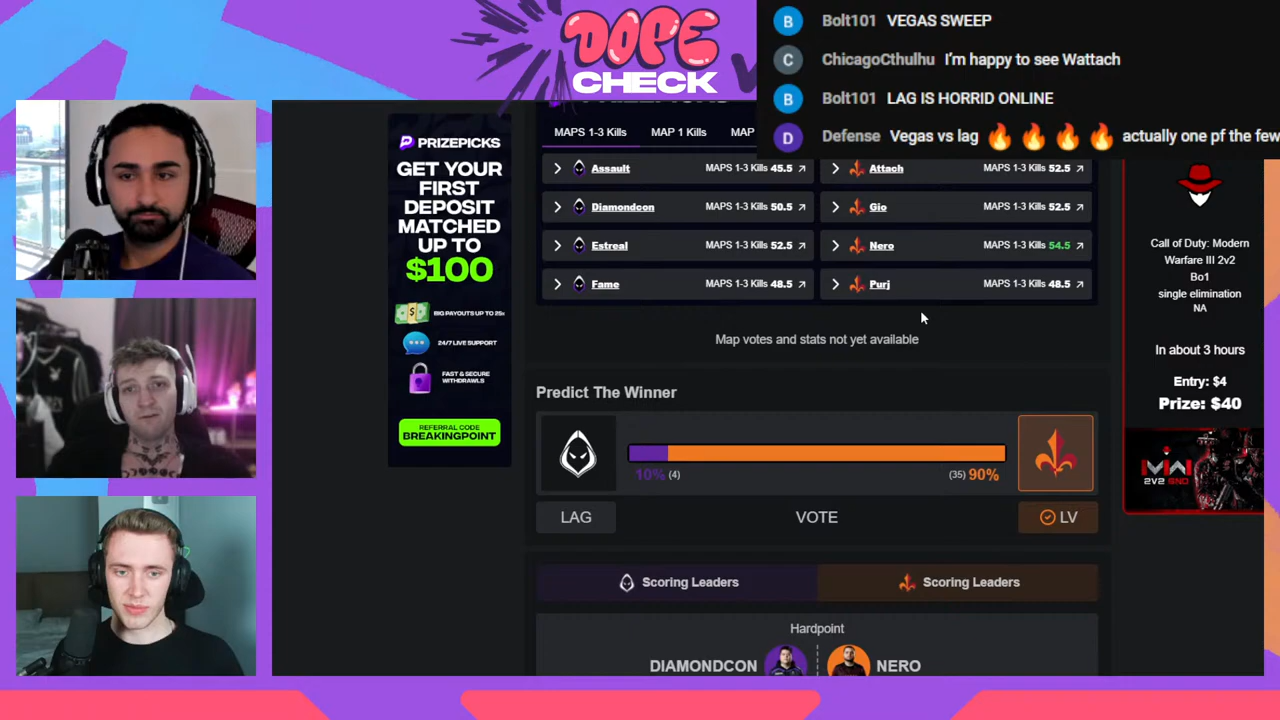 DOPE
CHECK
B Bolt101 VEGAS SWEEP
C ChicagoCthulhu I'm happy to see Wattach
B Bolt101 LAG IS HORRID ONLINE
D Defense Vegas vs lag 🔥 🔥 🔥 🔥 actually one pf the few
PRIZEPICKS
GET YOUR
FIRST
DEPOSIT
MATCHED
UP TO
$100
BIG PAYOUTS UP TO 25x
24/7 LIVE SUPPORT
FAST & SECURE
WITHDRAWLS
REFERRAL CODE
BREAKINGPOINT
MAPS 1-3 Kills MAP 1 Kills MAP
Assault MAPS 1-3 Kills 45.5
Attach MAPS 1-3 Kills 52.5
Diamondcon MAPS 1-3 Kills 50.5
Gio MAPS 1-3 Kills 52.5
Estreal MAPS 1-3 Kills 52.5
Nero MAPS 1-3 Kills 54.5
Fame MAPS 1-3 Kills 48.5
Purj MAPS 1-3 Kills 48.5
Map votes and stats not yet available
Predict The Winner
10% (4) (35) 90%
LAG VOTE LV
Scoring Leaders Scoring Leaders
Hardpoint
DIAMONDCON NERO
Call of Duty: Modern
Warfare III 2v2
Bo1
single elimination
NA
In about 3 hours
Entry: $4
Prize: $40
2V2 SND